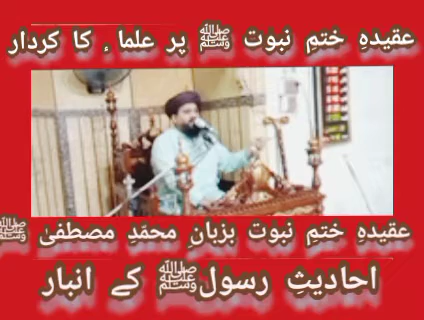 عقیدہِ ختمِ نبوت ﷺ پر علماء کا کردار
عقیدہِ ختمِ نبوت بزبانِ محمّدِ مصطفیٰ ﷺ
احادیثِ رسول ﷺ کے انبار